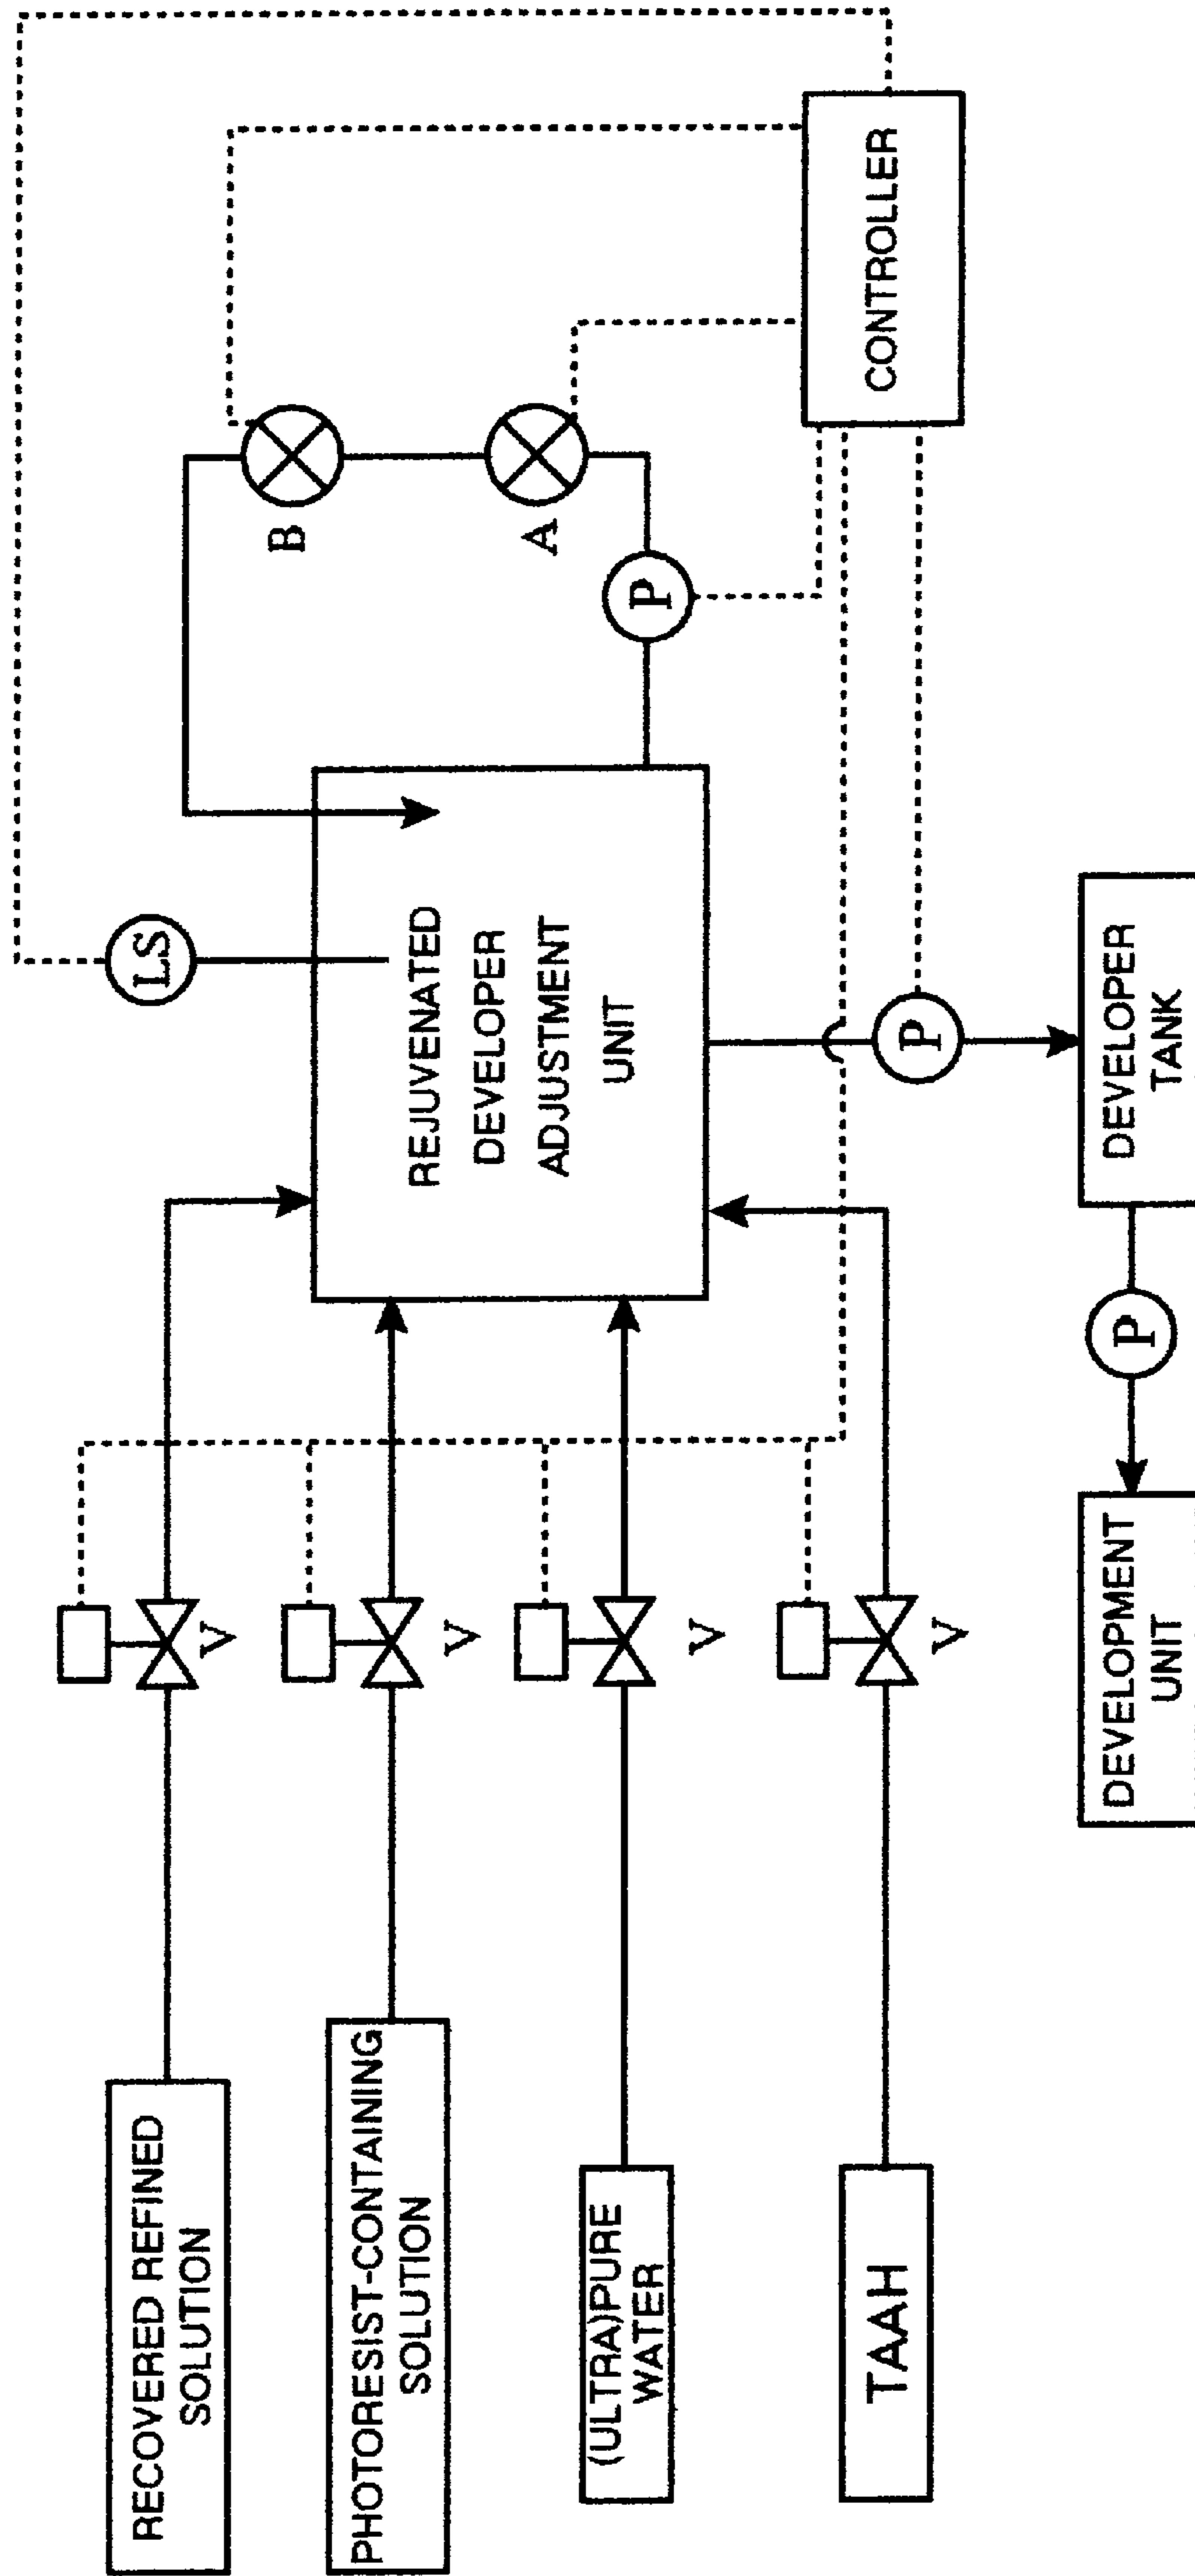 RECOVERED REFINED
SOLUTION
V
PHOTORESIST-CONTAINING
SOLUTION
V
(ULTRA)PURE
WATER
V
TAAH
V
LS
REJUVENATED
DEVELOPER
ADJUSTMENT
UNIT
B
A
P
CONTROLLER
P
DEVELOPER
TANK
P
DEVELOPMENT
UNIT